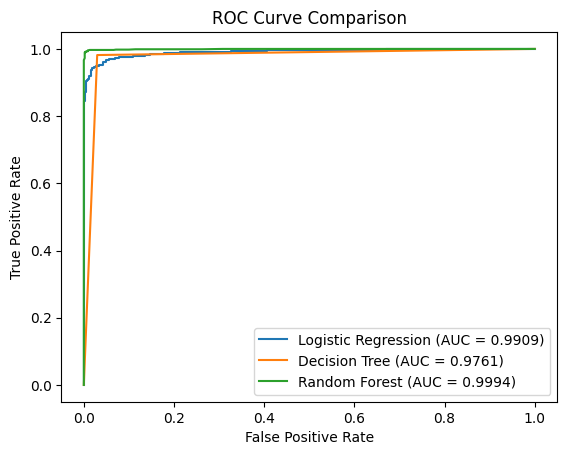 ROC Curve Comparison
True Positive Rate
1.0
0.8
0.6
0.4
0.2
0.0
Logistic Regression (AUC = 0.9909)
Decision Tree (AUC = 0.9761)
Random Forest (AUC = 0.9994)
0.0 0.2 0.4 0.6 0.8 1.0
False Positive Rate